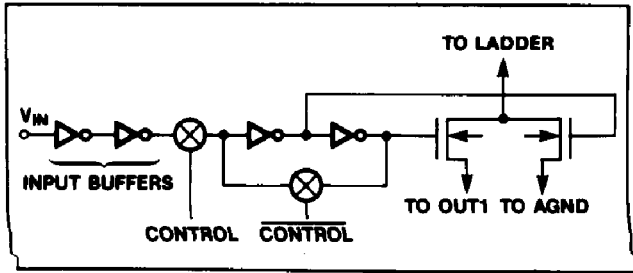 TO LADDER
VIN
INPUT BUFFERS
TO OUT1 TO AGND
CONTROL CONTROL